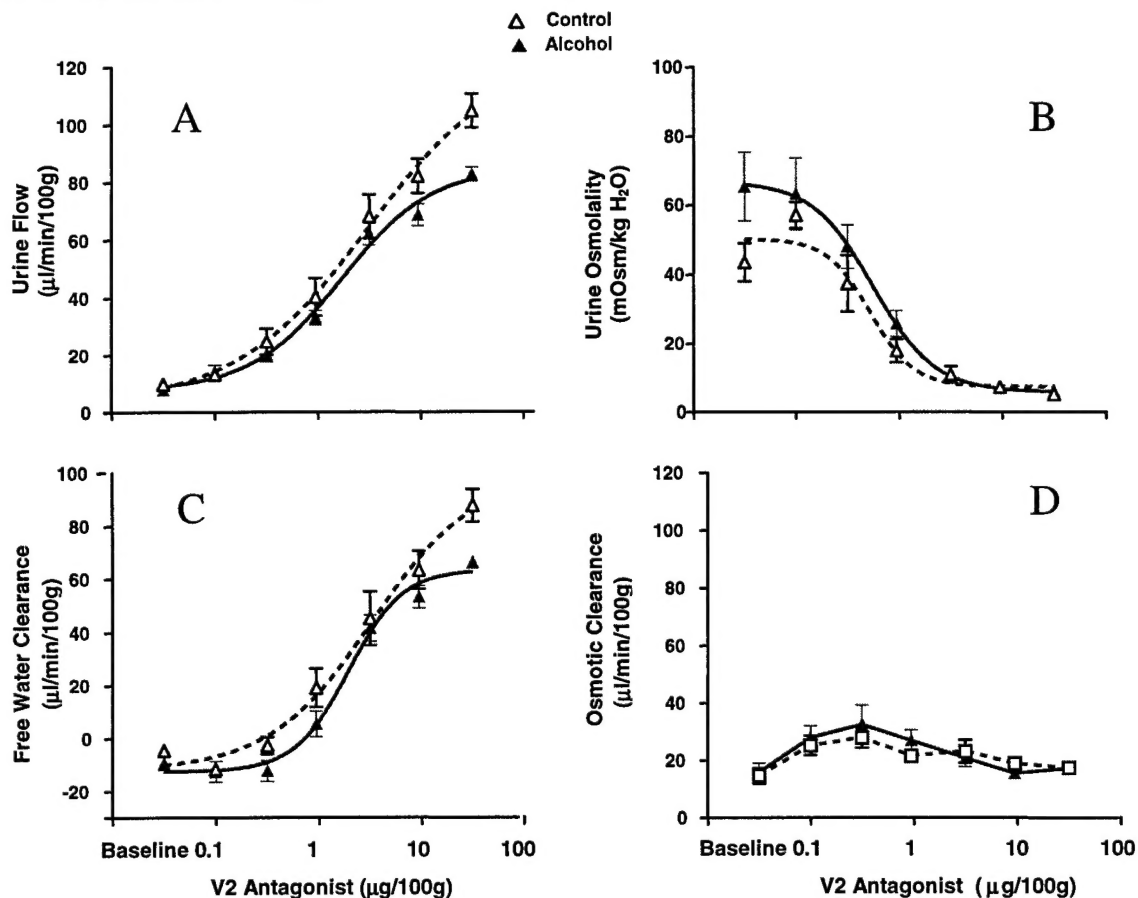 Control
Alcohol
A
120
100
80
60
40
20
0
Urine Flow
(µl/min/100g)
B
100
80
60
40
20
0
Urine Osmolality
(mOsm/kg H₂O)
C
100
80
60
40
20
0
-20
Free Water Clearance
(µl/min/100g)
Baseline 0.1 1 10 100
V2 Antagonist (µg/100g)
D
120
100
80
60
40
20
0
Osmotic Clearance
(µl/min/100g)
Baseline 0.1 1 10 100
V2 Antagonist ( µg/100g)